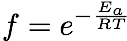 $f = e^{-\frac{E_a}{RT}}$